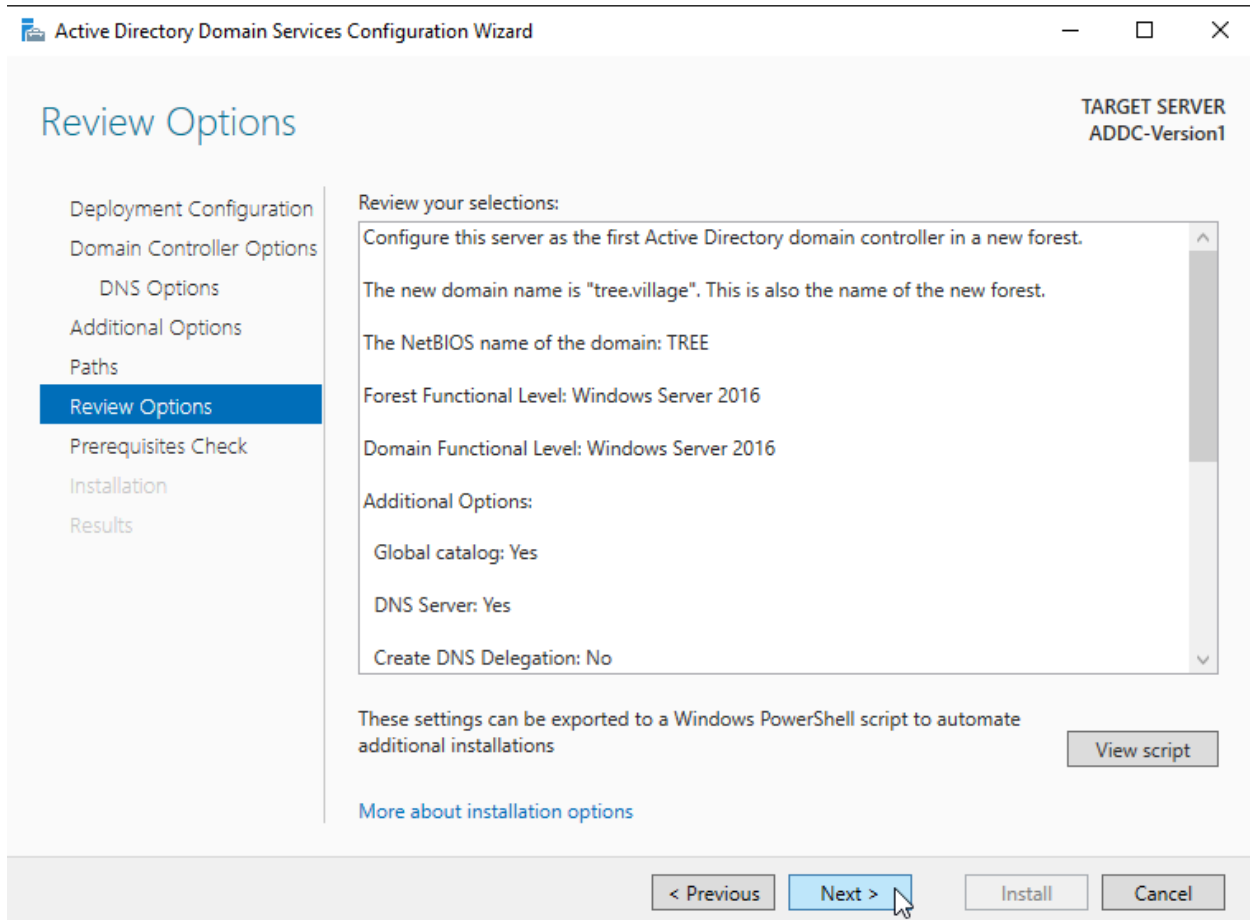 Active Directory Domain Services Configuration Wizard
Review Options
TARGET SERVER
ADDC-Version1
Deployment Configuration
Domain Controller Options
DNS Options
Additional Options
Paths
Review Options
Prerequisites Check
Installation
Results
Review your selections:
Configure this server as the first Active Directory domain controller in a new forest.
The new domain name is "tree.village". This is also the name of the new forest.
The NetBIOS name of the domain: TREE
Forest Functional Level: Windows Server 2016
Domain Functional Level: Windows Server 2016
Additional Options:
Global catalog: Yes
DNS Server: Yes
Create DNS Delegation: No
These settings can be exported to a Windows PowerShell script to automate
additional installations
View script
More about installation options
< Previous
Next >
Install
Cancel